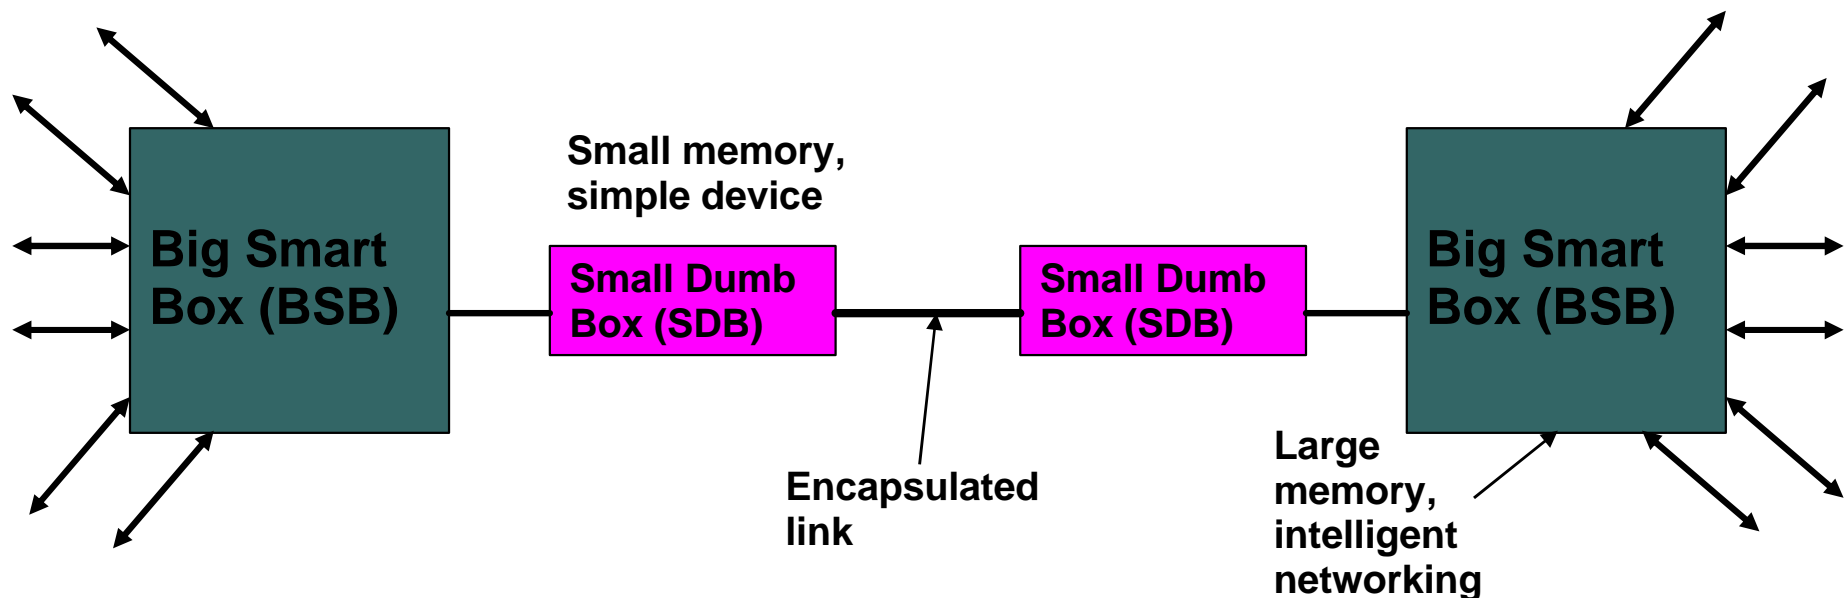 Small memory,
simple device
Big Smart
Box (BSB)
Small Dumb
Box (SDB)
Small Dumb
Box (SDB)
Big Smart
Box (BSB)
Encapsulated
link
Large
memory,
intelligent
networking